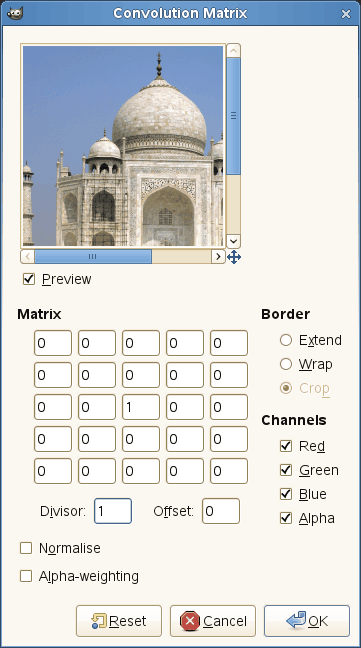 Convolution Matrix
Preview
Matrix
0 0 0 0 0
0 0 0 0 0
0 0 1 0 0
0 0 0 0 0
0 0 0 0 0
Divisor: 1 Offset: 0
Normalise
Alpha-weighting
Border
Extend
Wrap
Crop
Channels
Red
Green
Blue
Alpha
Reset Cancel OK